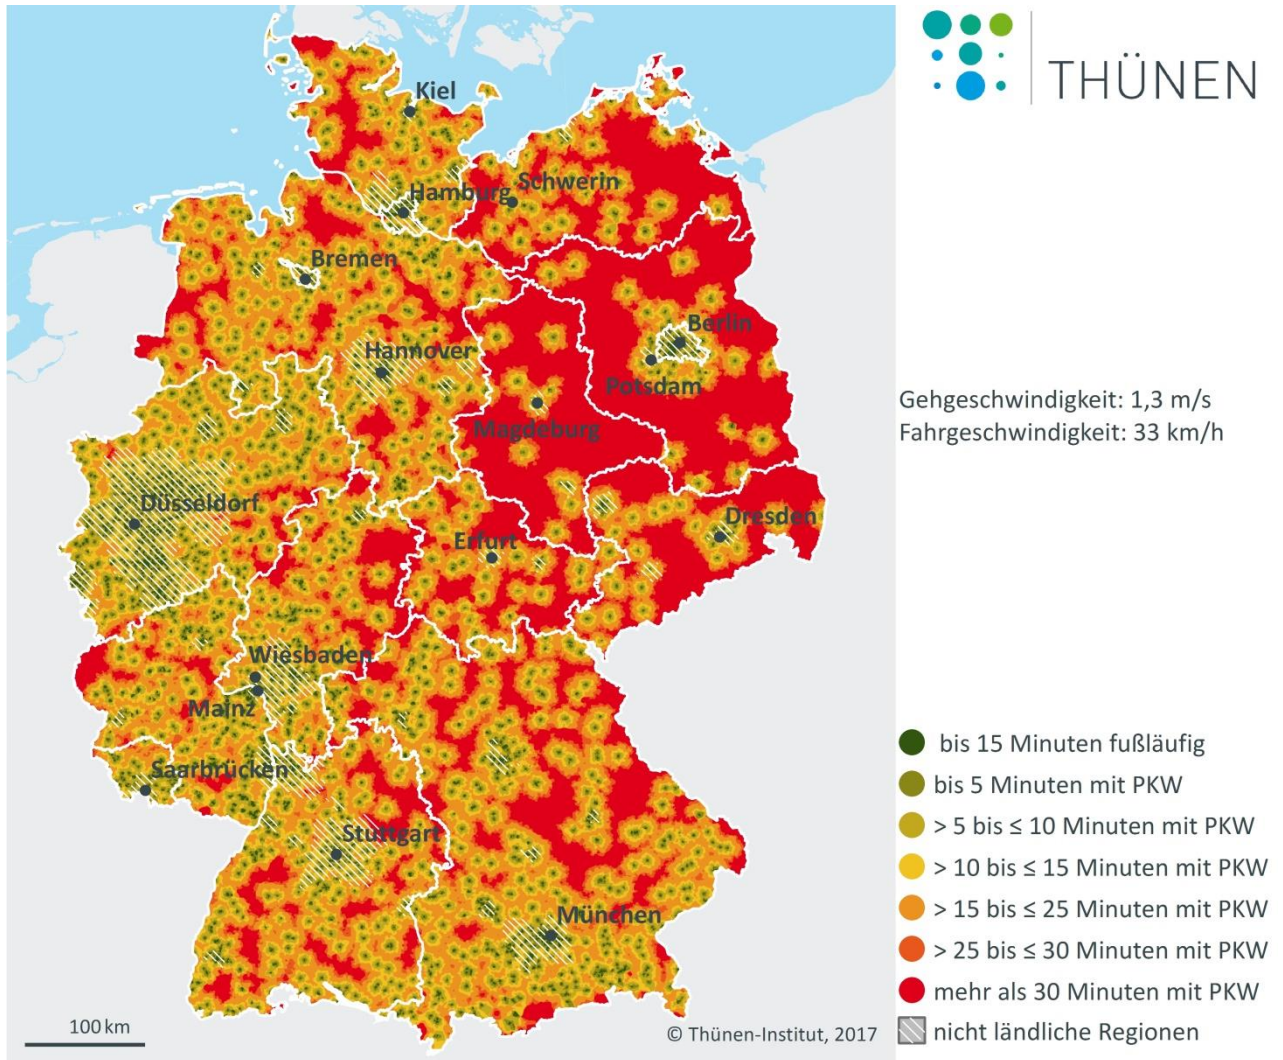 THÜNEN
Kiel
Hamburg
Schwerin
Bremen
Berlin
Hannover
Potsdam
Magdeburg
Gehgeschwindigkeit: 1,3 m/s
Fahrgeschwindigkeit: 33 km/h
Düsseldorf
Dresden
Erfurt
Wiesbaden
Mainz
Saarbrücken
Stuttgart
München
bis 15 Minuten fußläufig
bis 5 Minuten mit PKW
> 5 bis ≤ 10 Minuten mit PKW
> 10 bis ≤ 15 Minuten mit PKW
> 15 bis ≤ 25 Minuten mit PKW
> 25 bis ≤ 30 Minuten mit PKW
mehr als 30 Minuten mit PKW
nicht ländliche Regionen
100 km
© Thünen-Institut, 2017